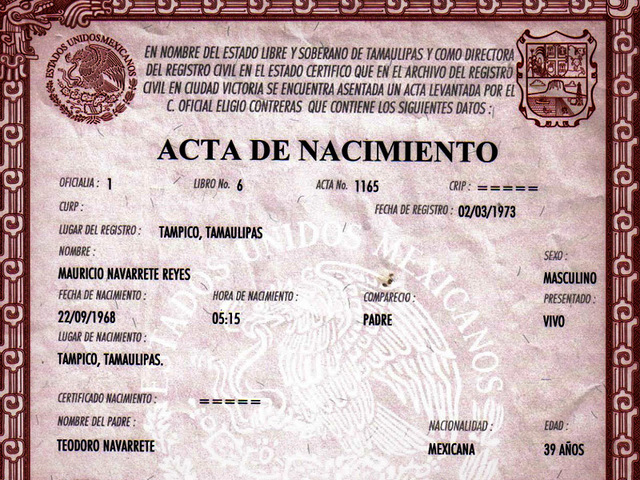 ESTADOS UNIDOS MEXICANOS
EN NOMBRE DEL ESTADO LIBRE Y SOBERANO DE TAMAULIPAS Y COMO DIRECTORA
DEL REGISTRO CIVIL EN EL ESTADO CERTIFICO QUE EN EL ARCHIVO DEL REGISTRO
CIVIL EN CIUDAD VICTORIA SE ENCUENTRA ASENTADA UN ACTA LEVANTADA POR EL
C. OFICIAL ELIGIO CONTRERAS QUE CONTIENE LOS SIGUIENTES DATOS :
ACTA DE NACIMIENTO
OFICIALIA : 1 LIBRO No. 6 ACTA No. 1165 CRIP : ======
CURP : FECHA DE REGISTRO : 02/03/1973
LUGAR DEL REGISTRO : TAMPICO, TAMAULIPAS
NOMBRE : SEXO :
MAURICIO NAVARRETE REYES MASCULINO
FECHA DE NACIMIENTO : HORA DE NACIMIENTO : COMPARECIO : PRESENTADO :
22/09/1968 05:15 PADRE VIVO
LUGAR DE NACIMIENTO :
TAMPICO, TAMAULIPAS.
CERTIFICADO NACIMIENTO : =====
NOMBRE DEL PADRE : NACIONALIDAD : EDAD :
TEODORO NAVARRETE MEXICANA 39 AÑOS
ESTADOS UNIDOS MEXICANOS